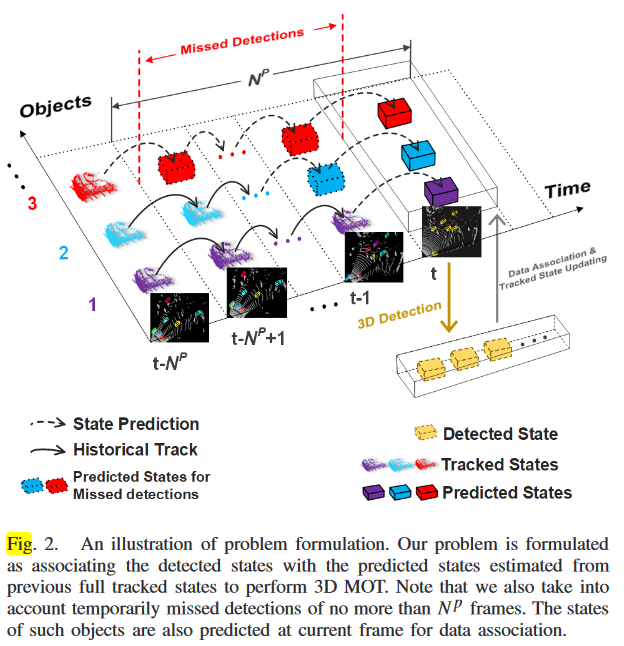 Missed Detections
Nᴾ
Objects
3
2
1
Time
t-Nᴾ
t-Nᴾ+1
t-1
t
3D Detection
Data Association &
Tracked State Updating
State Prediction
Historical Track
Predicted States for
Missed detections
Detected State
Tracked States
Predicted States
Fig. 2. An illustration of problem formulation. Our problem is formulated
as associating the detected states with the predicted states estimated from
previous full tracked states to perform 3D MOT. Note that we also take into
account temporarily missed detections of no more than Nᵖ frames. The states
of such objects are also predicted at current frame for data association.